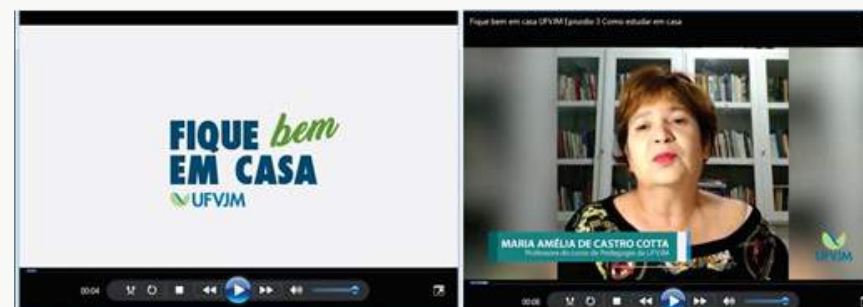 FIQUE bem
EM CASA
UFVJM
00:04
Fique bem em casa UFVJM Episódio 3 Como estudar em casa
MARIA AMÉLIA DE CASTRO COTTA
Professora do curso de Pedagogia da UFVJM
UFVJM
00:08